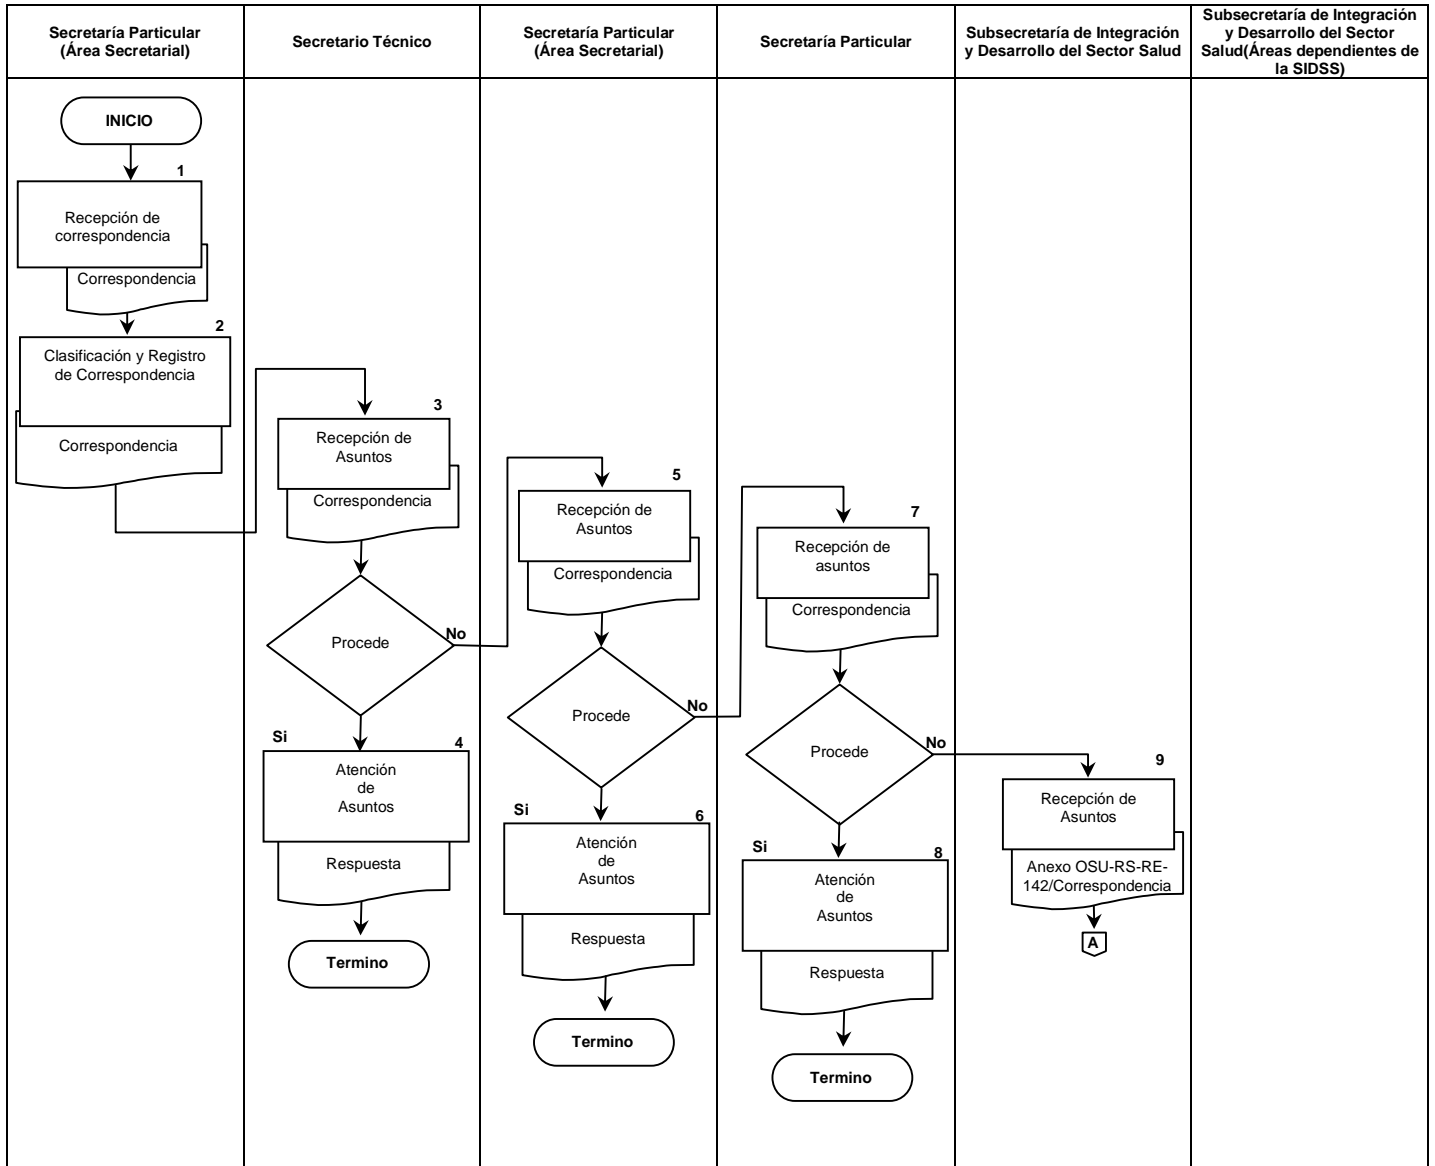 Secretaría Particular
(Área Secretarial)
Secretario Técnico
Secretaría Particular
(Área Secretarial)
Secretaría Particular
Subsecretaría de Integración
y Desarrollo del Sector Salud
Subsecretaría de Integración
y Desarrollo del Sector
Salud(Áreas dependientes de
la SIDSS)
INICIO
1
Recepción de
correspondencia
Correspondencia
2
Clasificación y Registro
de Correspondencia
Correspondencia
3
Recepción de
Asuntos
Correspondencia
Procede
No
Si
4
Atención
de
Asuntos
Respuesta
Termino
5
Recepción de
Asuntos
Correspondencia
Procede
No
Si
6
Atención
de
Asuntos
Respuesta
Termino
7
Recepción de
asuntos
Correspondencia
Procede
No
Si
8
Atención
de
Asuntos
Respuesta
Termino
9
Recepción de
Asuntos
Anexo OSU-RS-RE-
142/Correspondencia
A